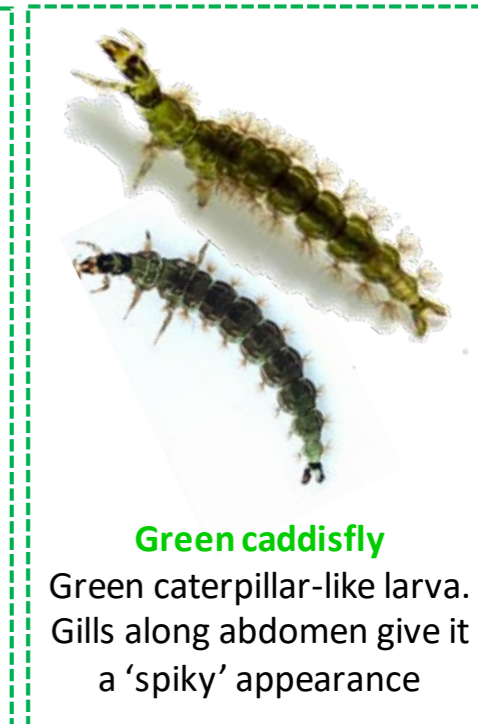 Green caddisfly
Green caterpillar-like larva.
Gills along abdomen give it
a ‘spiky’ appearance